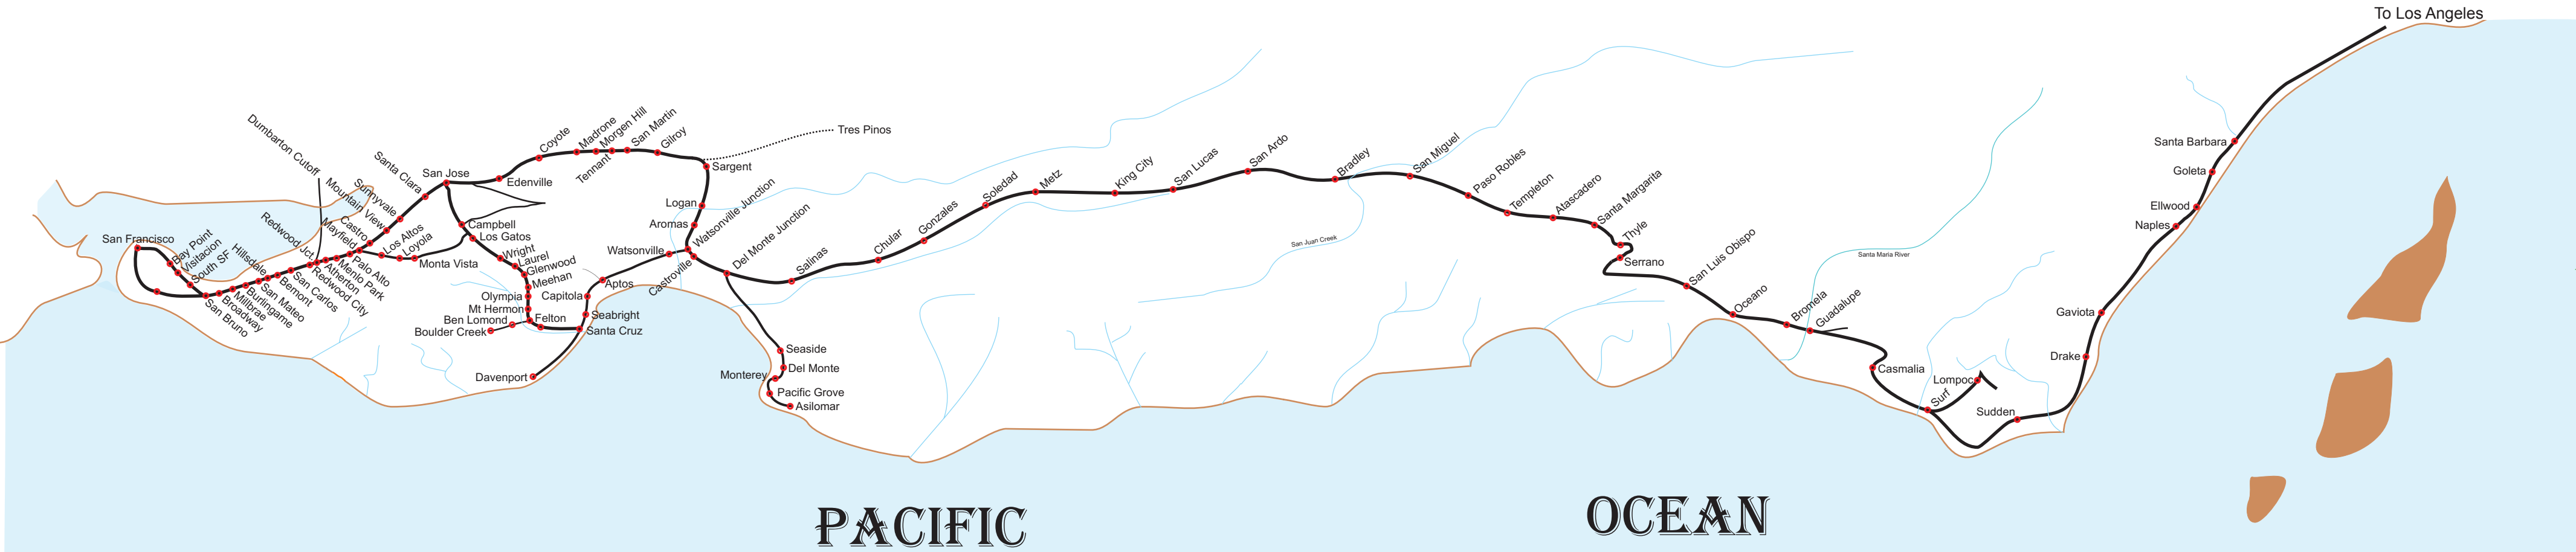 To Los Angeles
San Francisco
Bay Point
Visitacion
South SF
San Bruno
Broadway
Millbrae
Burlingame
San Mateo
Hillsdale
Bemont
San Carlos
Redwood City
Redwood Jct.
Dumbarton Cutoff
Atherton
Menlo Park
Palo Alto
Mayfield
Castro
Mountain View
Sunnyvale
Santa Clara
San Jose
Los Altos
Loyola
Monta Vista
Campbell
Los Gatos
Wright
Laurel
Glenwood
Meehan
Olympia
Mt Hermon
Felton
Ben Lomond
Boulder Creek
Santa Cruz
Seabright
Capitola
Aptos
Davenport
Watsonville
Edenville
Coyote
Madrone
Morgen Hill
Tennant
San Martin
Gilroy
Tres Pinos
Sargent
Logan
Aromas
Watsonville Junction
Castroville
Del Monte Junction
Seaside
Del Monte
Monterey
Pacific Grove
Asilomar
Salinas
Chular
Gonzales
Soledad
Metz
King City
San Lucas
San Ardo
Bradley
San Juan Creek
San Miguel
Paso Robles
Templeton
Atascadero
Santa Margarita
Thyle
Serrano
San Luis Obispo
Oceano
Bromela
Guadalupe
Santa Maria River
Casmalia
Lompoc
Surf
Sudden
Drake
Gaviota
Naples
Ellwood
Goleta
Santa Barbara
PACIFIC
OCEAN